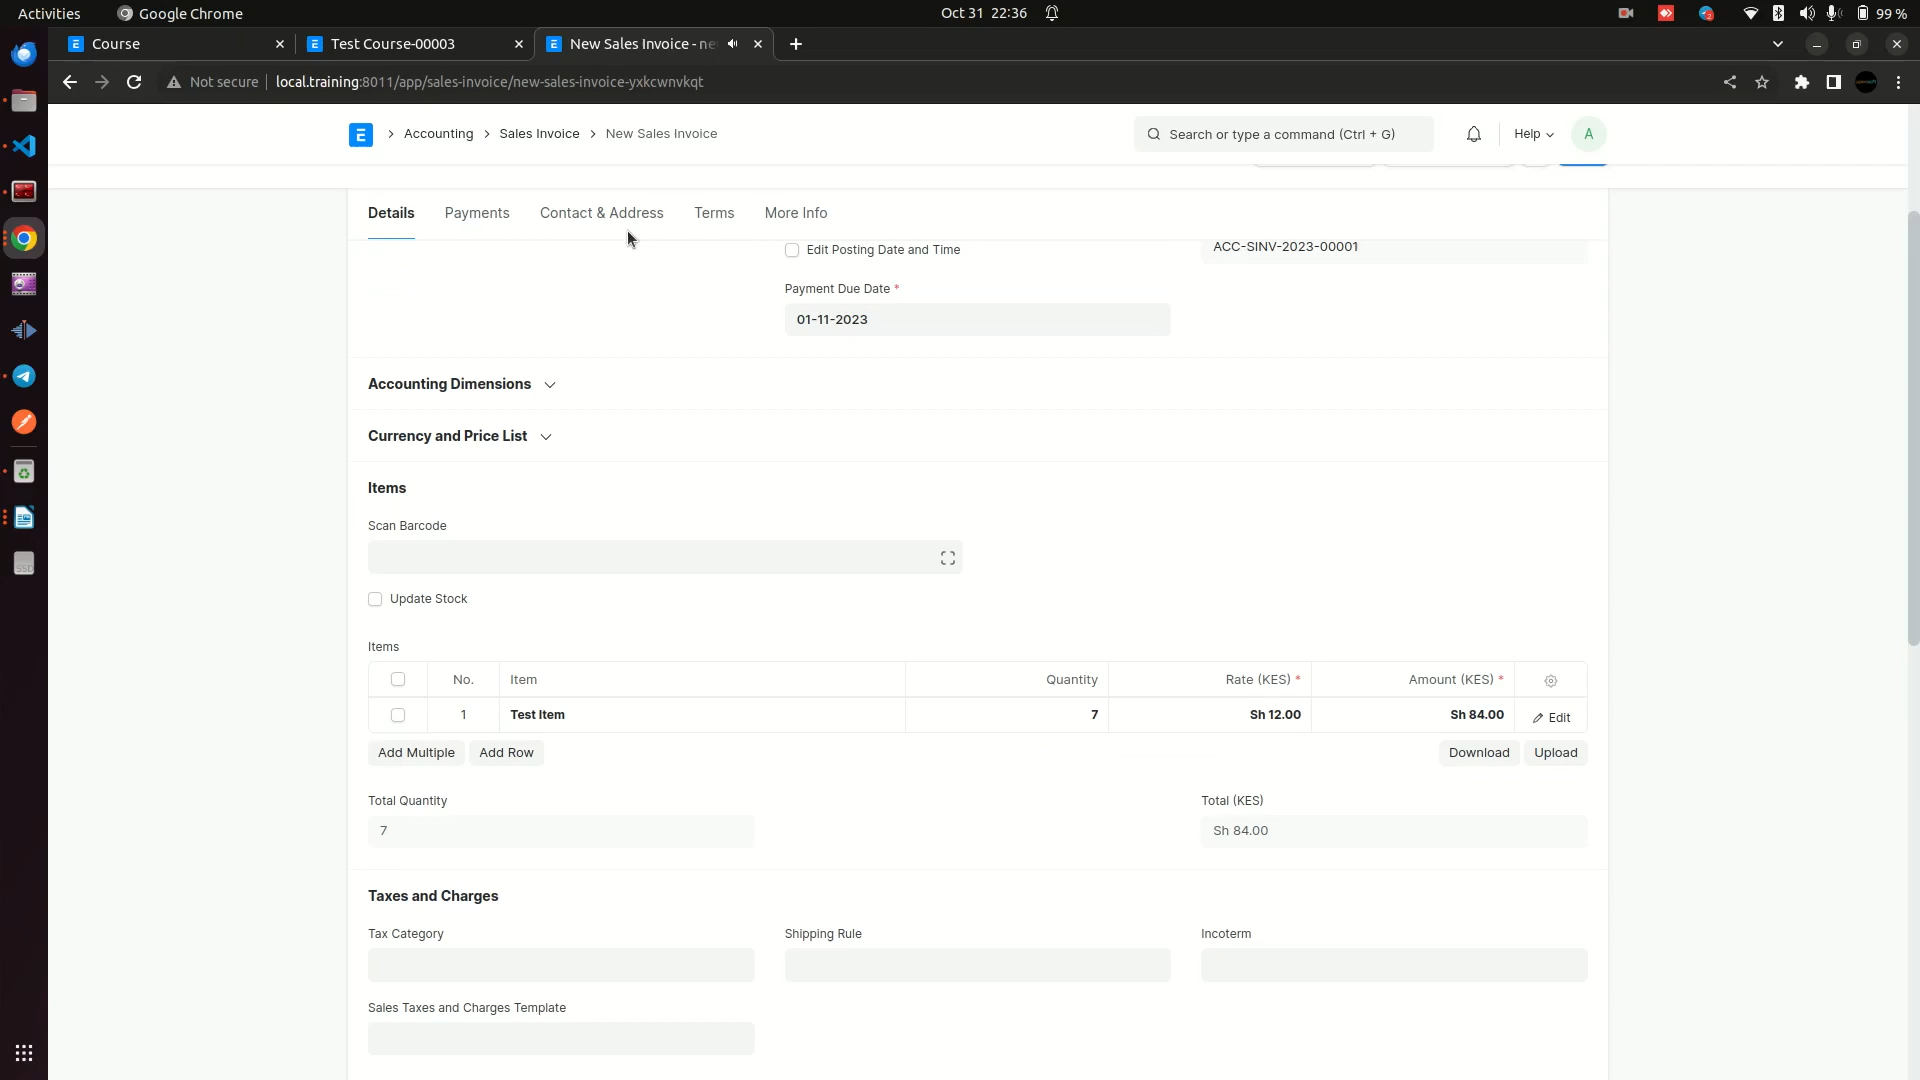 Activities Google Chrome Oct 31 22:36 99 %
Course Test Course-00003 New Sales Invoice - ne
Not secure local.training:8011/app/sales-invoice/new-sales-invoice-yxkcwnvkqt
E Accounting Sales Invoice New Sales Invoice Search or type a command (Ctrl + G) Help A
Details Payments Contact & Address Terms More Info
Edit Posting Date and Time ACC-SINV-2023-00001
Payment Due Date *
01-11-2023
Accounting Dimensions
Currency and Price List
Items
Scan Barcode
Update Stock
Items
No. Item Quantity Rate (KES) * Amount (KES) *
1 Test Item 7 Sh 12.00 Sh 84.00 Edit
Add Multiple Add Row Download Upload
Total Quantity Total (KES)
7 Sh 84.00
Taxes and Charges
Tax Category Shipping Rule Incoterm
Sales Taxes and Charges Template
SSD